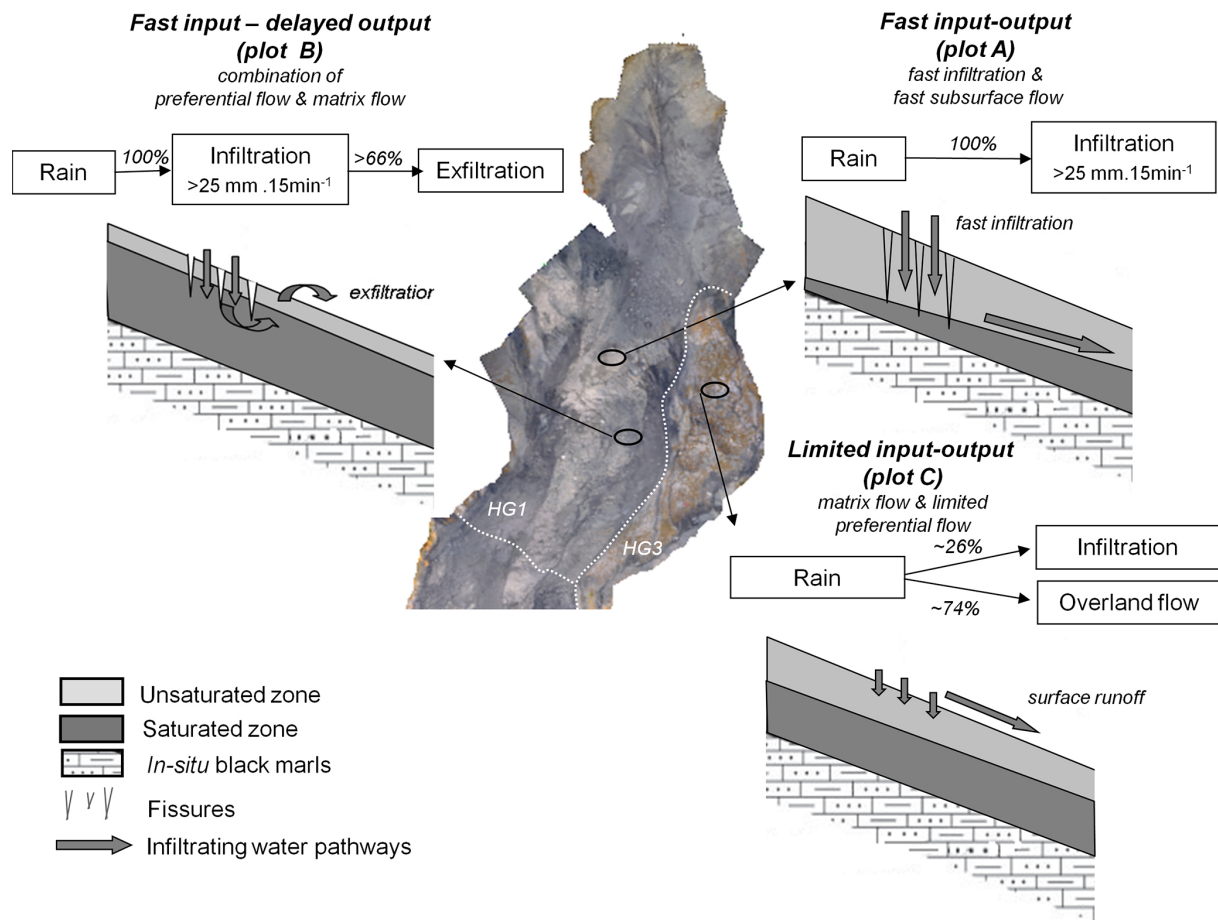 Fast input – delayed output
(plot B)
combination of
preferential flow & matrix flow
Rain
100%
Infiltration
>25 mm .15min-1
>66%
Exfiltration
exfiltration
Fast input-output
(plot A)
fast infiltration &
fast subsurface flow
Rain
100%
Infiltration
>25 mm.15min-1
fast infiltration
HG1
HG3
Limited input-output
(plot C)
matrix flow & limited
preferential flow
Rain
~26%
Infiltration
~74%
Overland flow
surface runoff
Unsaturated zone
Saturated zone
In-situ black marls
Fissures
Infiltrating water pathways